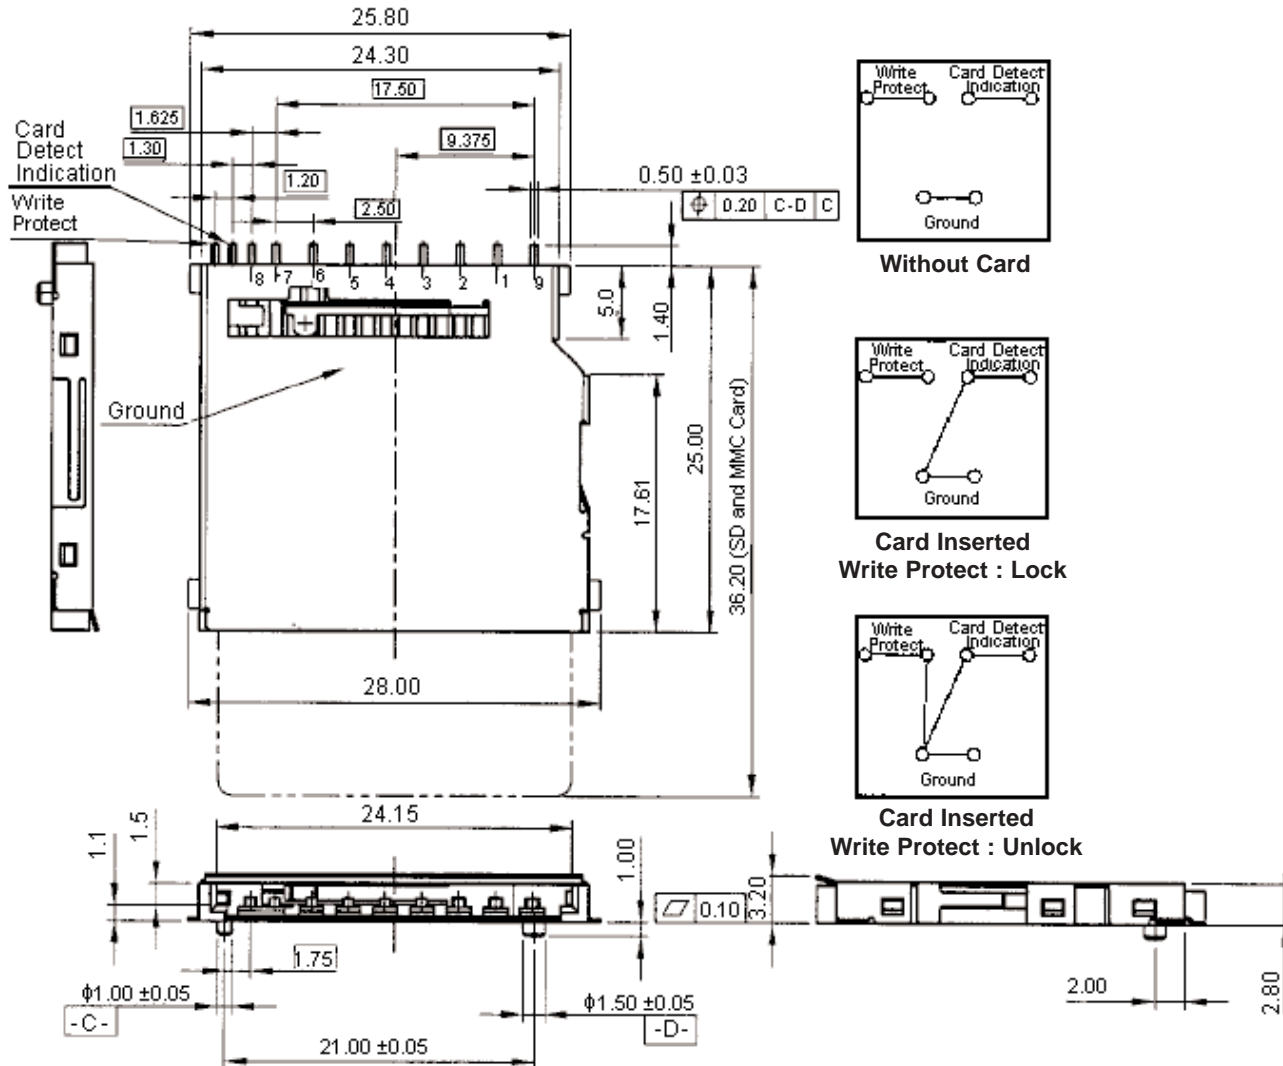 25.80
24.30
17.50
1.625
9.375
Card
Detect
Indication
1.30
1.20
0.50 ±0.03
0.20 C-D C
Write
Protect
2.50
8 7 6 5 4 3 2 1 9
5.0
1.40
Ground
25.00
17.61
36.20 (SD and MMC Card)
28.00
Write
Protect
Card Detect
Indication
Ground
Without Card
Write
Protect
Card Detect
Indication
Ground
Card Inserted
Write Protect : Lock
Write
Protect
Card Detect
Indication
Ground
Card Inserted
Write Protect : Unlock
24.15
1.1
1.5
1.00
0.10
3.20
1.75
ϕ1.00 ±0.05
-C-
ϕ1.50 ±0.05
-D-
21.00 ±0.05
2.00
2.80